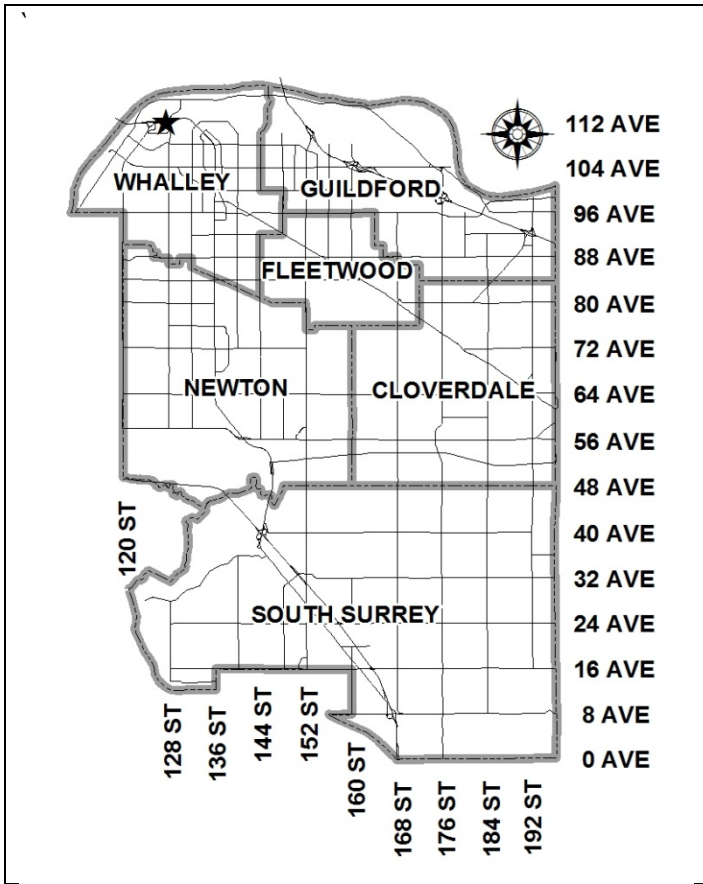 `
112 AVE
104 AVE
WHALLEY
GUILDFORD
96 AVE
88 AVE
FLEETWOOD
80 AVE
72 AVE
NEWTON
CLOVERDALE
64 AVE
56 AVE
48 AVE
120 ST
40 AVE
32 AVE
SOUTH SURREY
24 AVE
16 AVE
8 AVE
0 AVE
128 ST
136 ST
144 ST
152 ST
160 ST
168 ST
176 ST
184 ST
192 ST